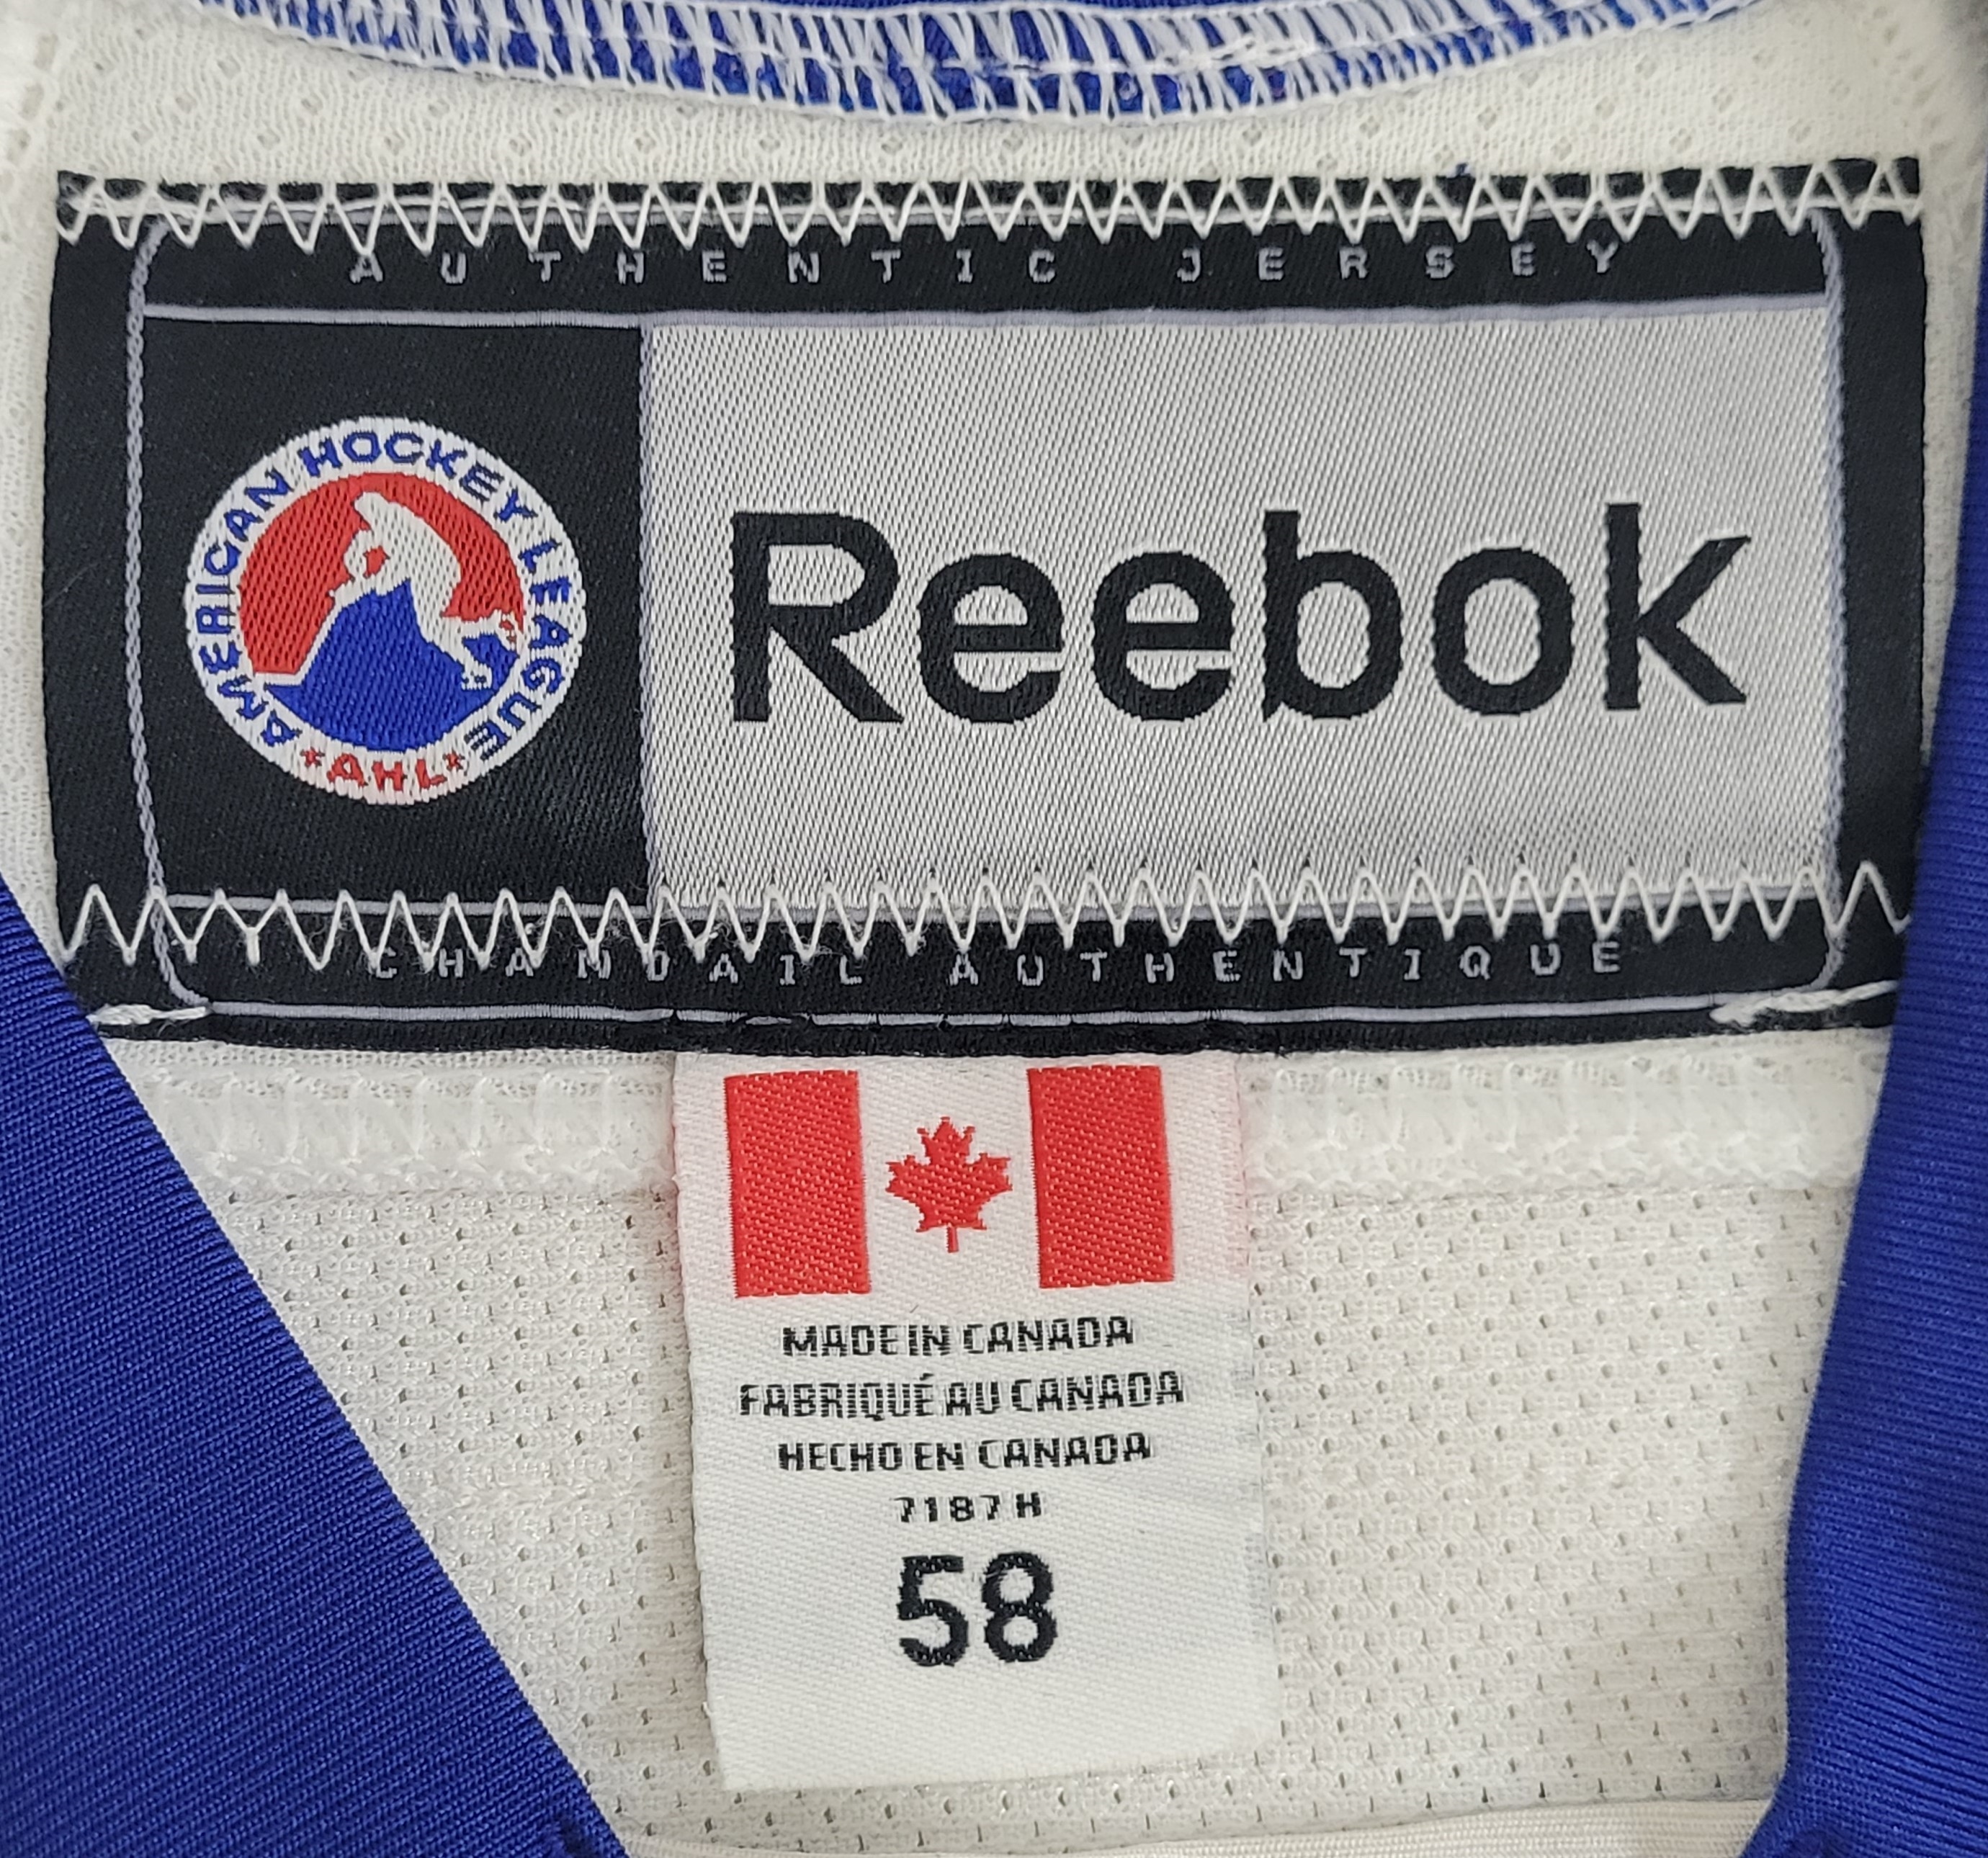 AUTHENTIC JERSEY
AMERICAN HOCKEY LEAGUE
*AHL*
Reebok
CHANDAIL AUTHENTIQUE
MADE IN CANADA
FABRIQUÉ AU CANADA
HECHO EN CANADA
7187H
58